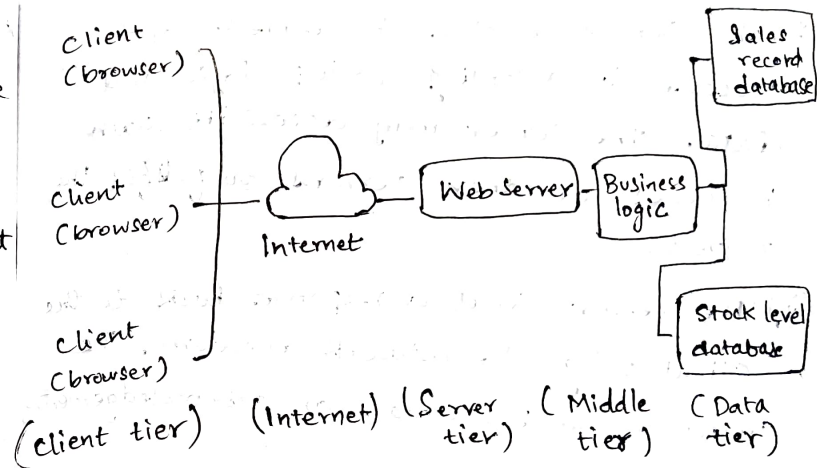 Client
(browser)
Client
(browser)
Client
(browser)
Internet
Web Server
Business
logic
Sales
record
database
Stock level
database
(Client tier)
(Internet)
(Server
tier)
(Middle
tier)
(Data
tier)